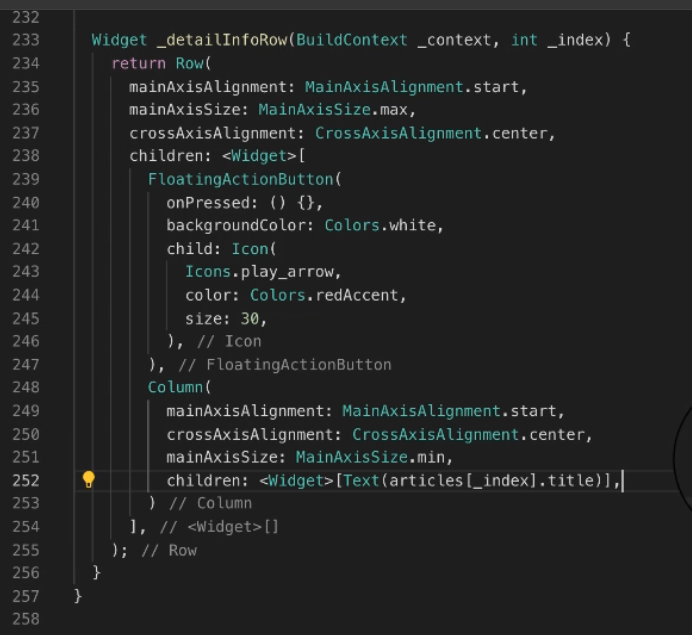 232
233 Widget _detailInfoRow(BuildContext _context, int _index) {
234 return Row(
235 mainAxisAlignment: MainAxisAlignment.start,
236 mainAxisSize: MainAxisSize.max,
237 crossAxisAlignment: CrossAxisAlignment.center,
238 children: <Widget>[
239 FloatingActionButton(
240 onPressed: () {},
241 backgroundColor: Colors.white,
242 child: Icon(
243 Icons.play_arrow,
244 color: Colors.redAccent,
245 size: 30,
246 ), // Icon
247 ), // FloatingActionButton
248 Column(
249 mainAxisAlignment: MainAxisAlignment.start,
250 crossAxisAlignment: CrossAxisAlignment.center,
251 mainAxisSize: MainAxisSize.min,
252 children: <Widget>[Text(articles[_index].title)],
253 ) // Column
254 ], // <Widget>[]
255 ); // Row
256 }
257 }
258